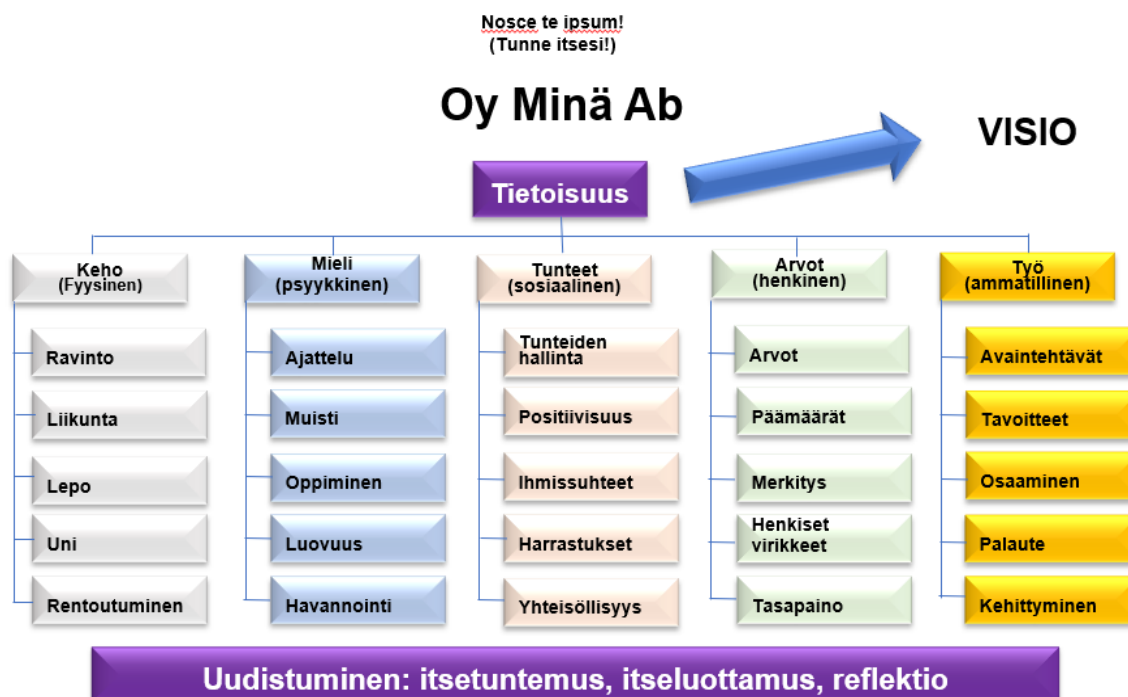 Nosce te ipsum!
(Tunne itsesi!)
Oy Minä Ab
VISIO
Tietoisuus
Keho
(Fyysinen)
Ravinto
Liikunta
Lepo
Uni
Rentoutuminen
Mieli
(psyykkinen)
Ajattelu
Muisti
Oppiminen
Luovuus
Havannointi
Tunteet
(sosiaalinen)
Tunteiden
hallinta
Positiivisuus
Ihmissuhteet
Harrastukset
Yhteisöllisyys
Arvot
(henkinen)
Arvot
Päämäärät
Merkitys
Henkiset
virikkeet
Tasapaino
Työ
(ammatillinen)
Avaintehtävät
Tavoitteet
Osaaminen
Palaute
Kehittyminen
Uudistuminen: itsetuntemus, itseluottamus, reflektio